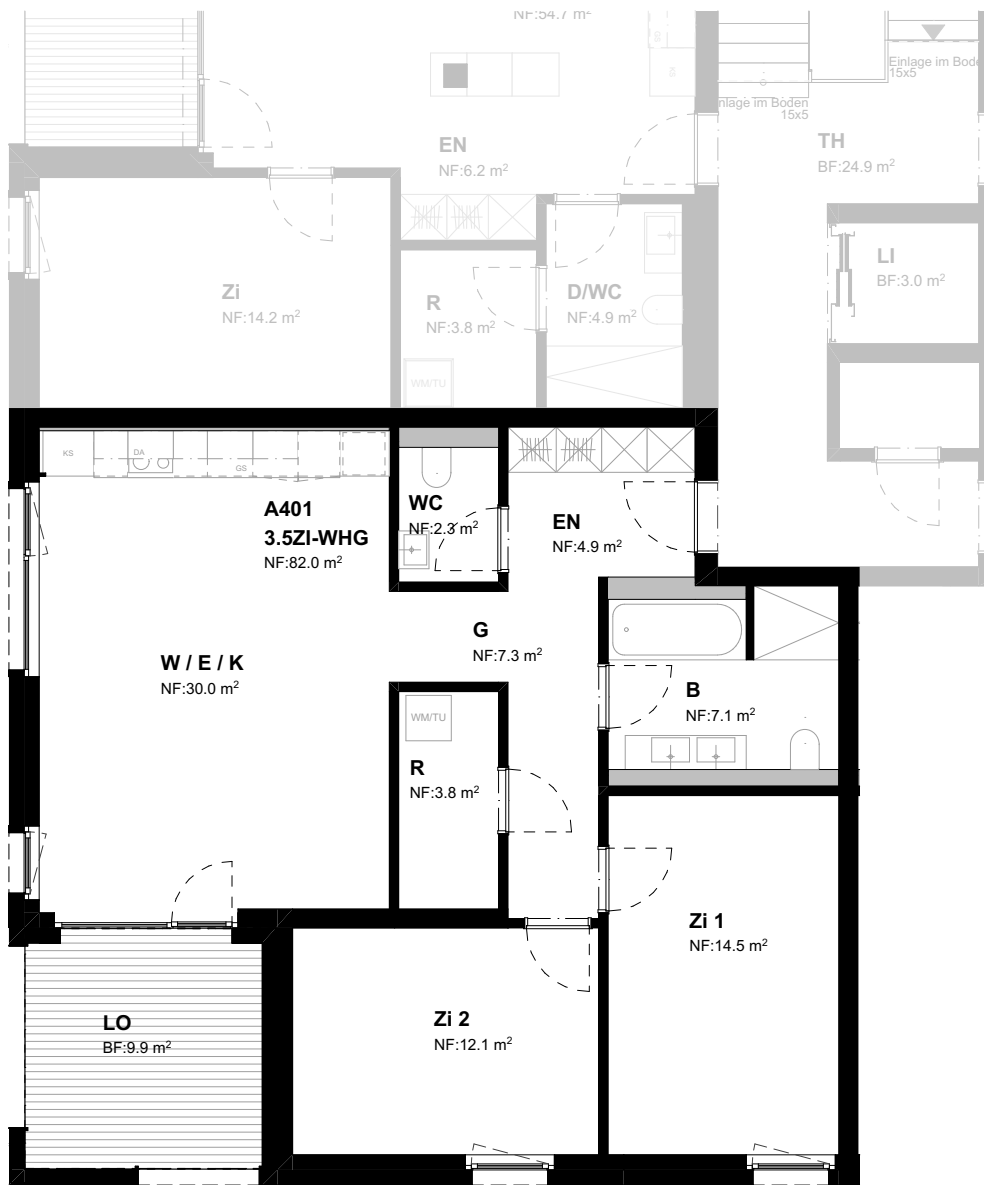 NF:54.7 m²
GS
KS
Einlage im Bode
15x5
nlage im Boden
15x5
EN
NF:6.2 m²
TH
BF:24.9 m²
LI
BF:3.0 m²
Zi
NF:14.2 m²
R
NF:3.8 m²
D/WC
NF:4.9 m²
WM/TU
KS
DA
GS
A401
3.5ZI-WHG
NF:82.0 m²
WC
NF:2.3 m²
EN
NF:4.9 m²
G
NF:7.3 m²
W / E / K
NF:30.0 m²
B
NF:7.1 m²
WM/TU
R
NF:3.8 m²
Zi 1
NF:14.5 m²
LO
BF:9.9 m²
Zi 2
NF:12.1 m²